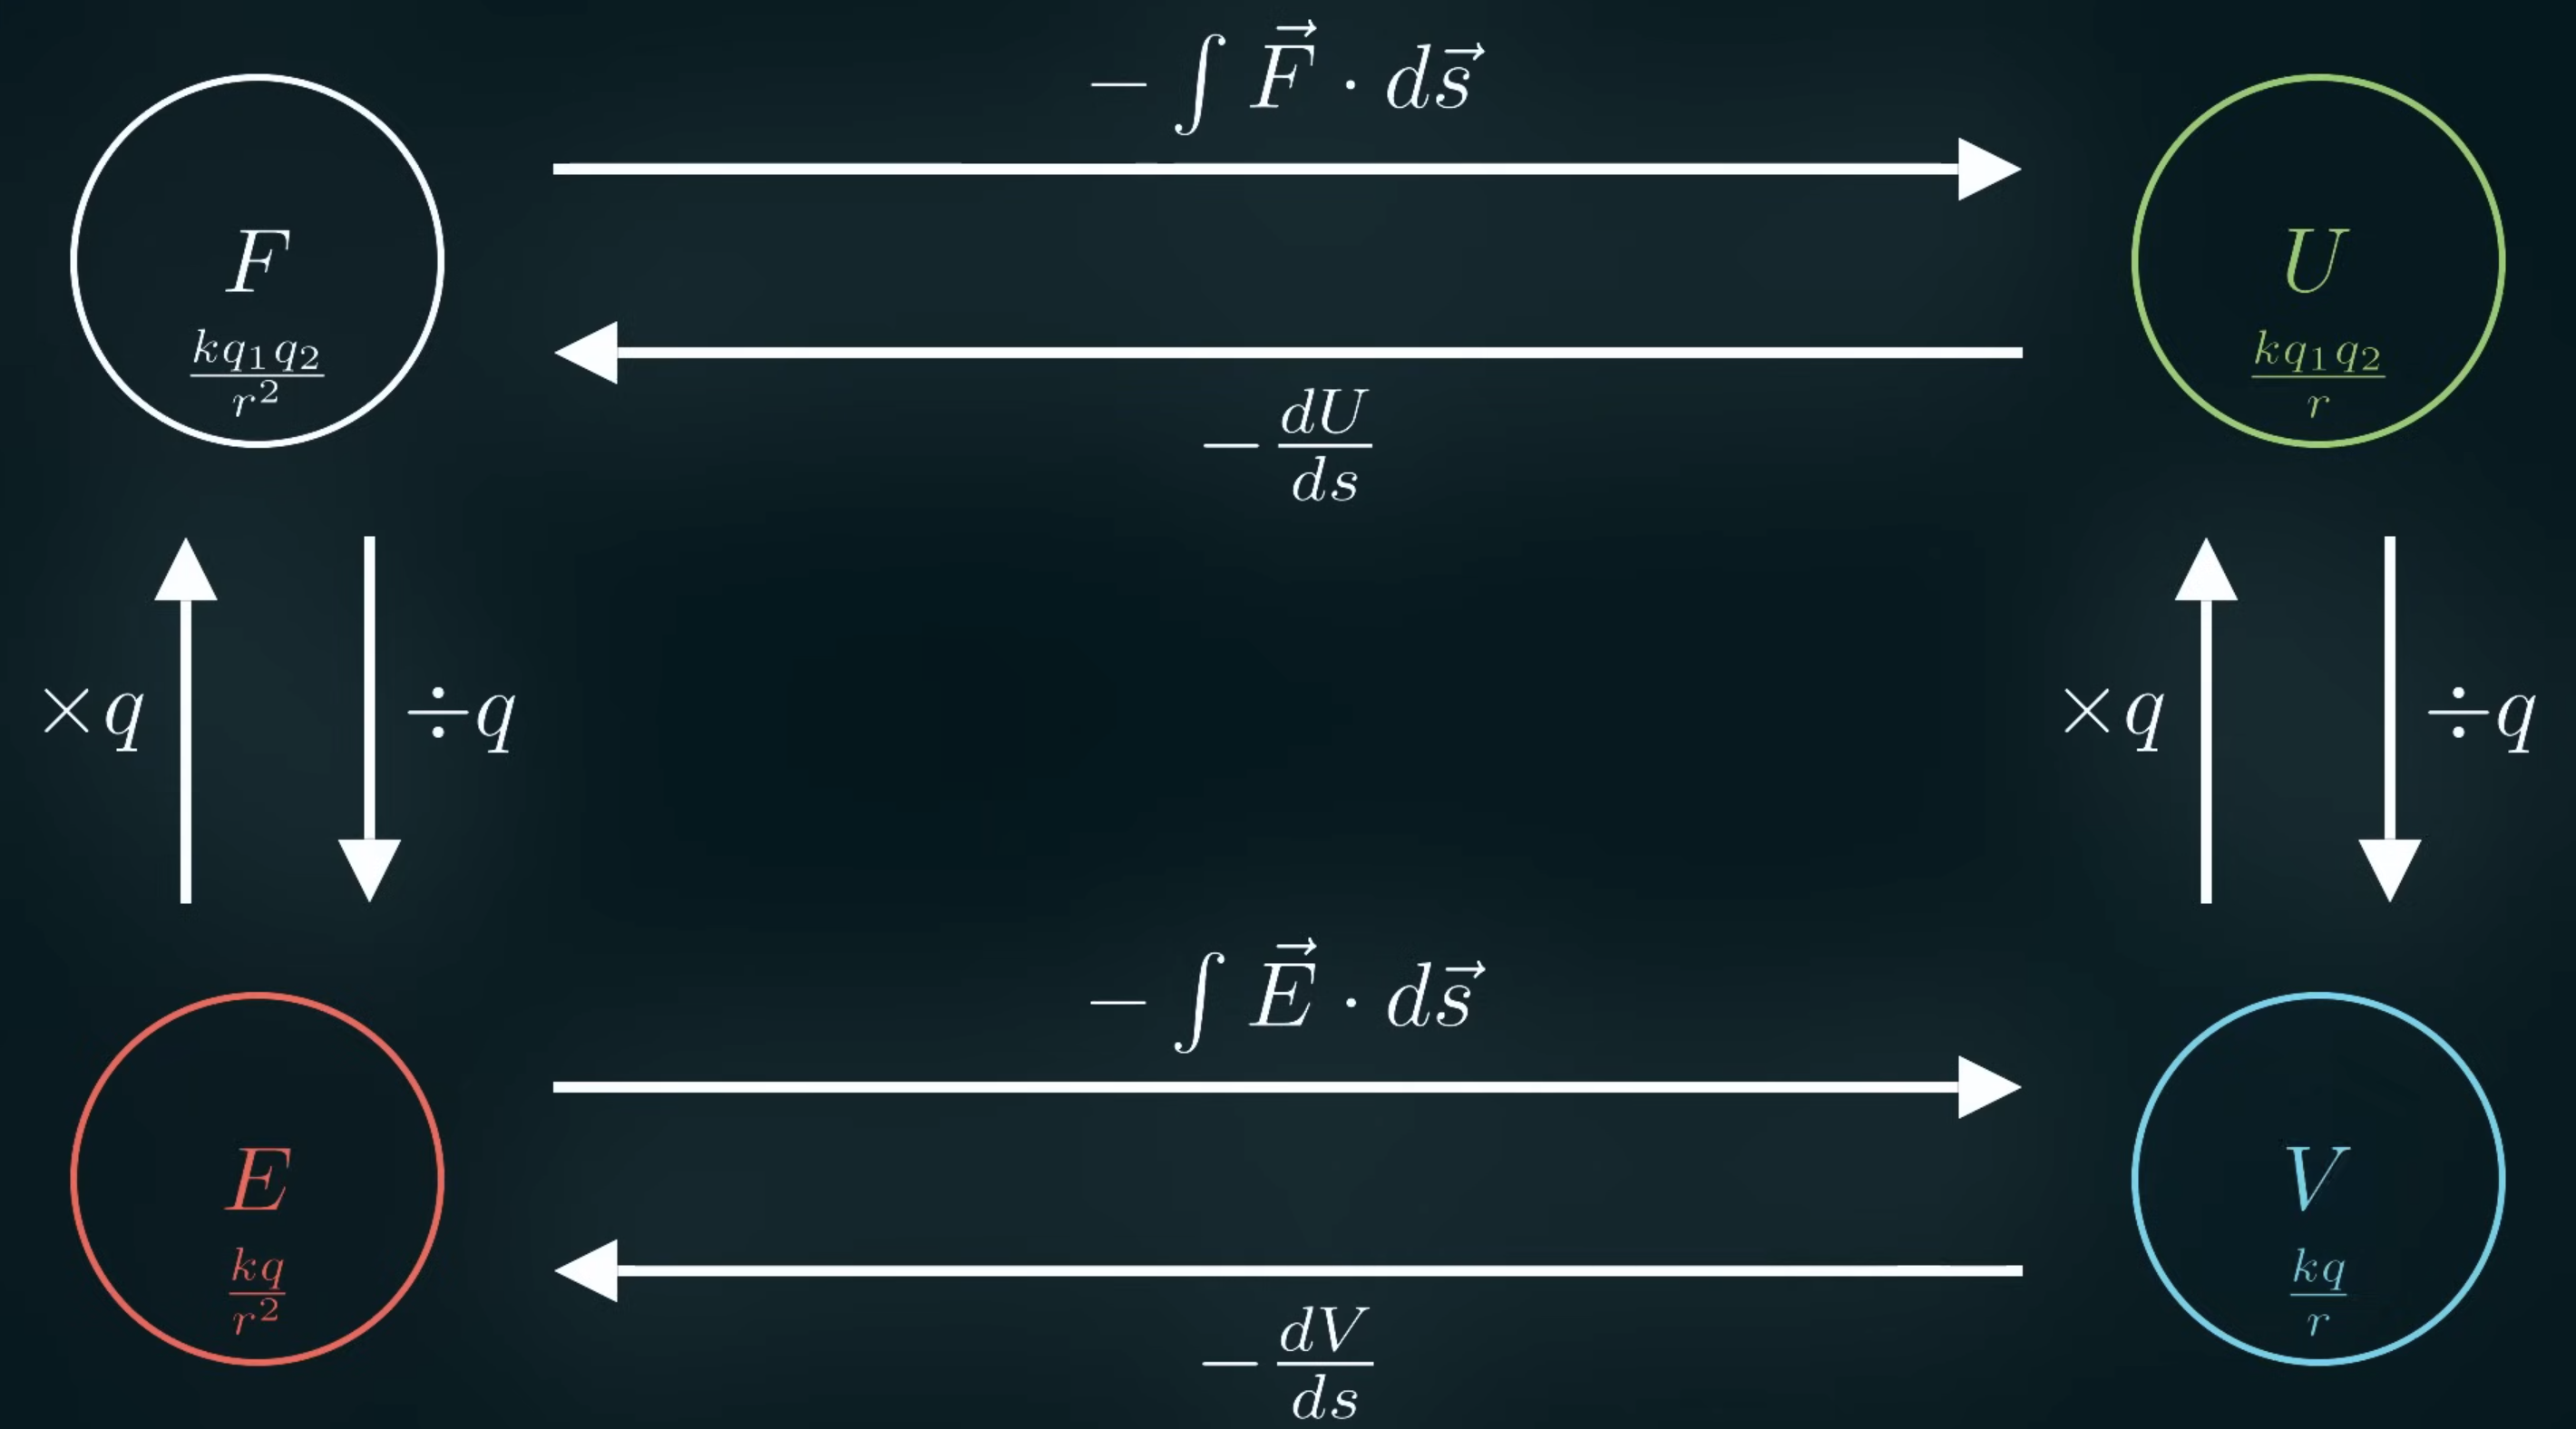 $-\int \vec{F} \cdot d\vec{s}$
$F$
$\frac{kq_1q_2}{r^2}$
$U$
$\frac{kq_1q_2}{r}$
$-\frac{dU}{ds}$
$\times q$
$\div q$
$\times q$
$\div q$
$-\int \vec{E} \cdot d\vec{s}$
$E$
$\frac{kq}{r^2}$
$V$
$\frac{kq}{r}$
$-\frac{dV}{ds}$